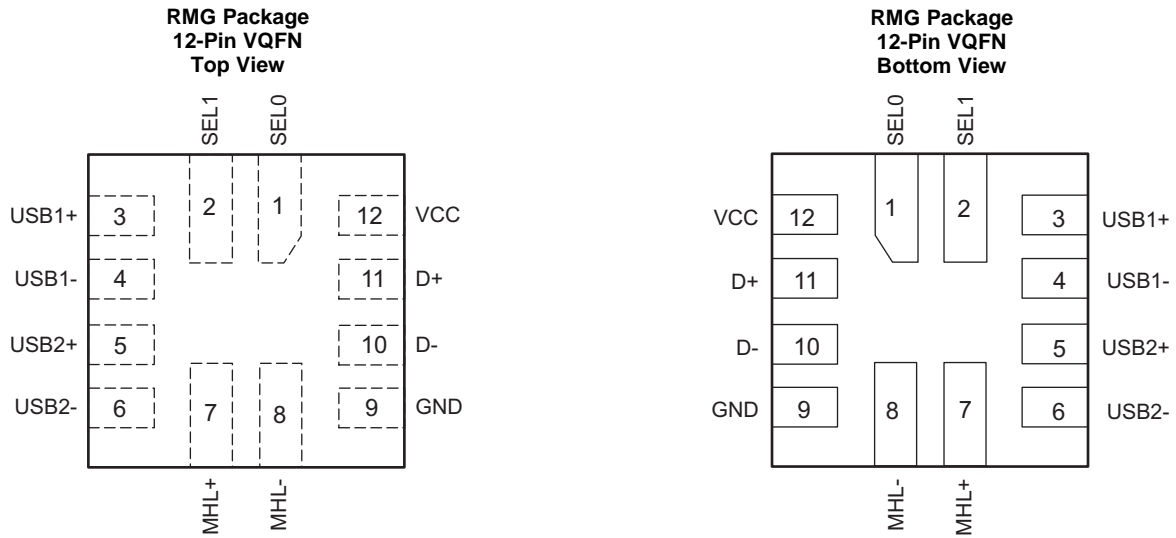 RMG Package
12-Pin VQFN
Top View
SEL1
SEL0
2
1
USB1+ 3
12 VCC
USB1- 4
11 D+
USB2+ 5
10 D-
USB2- 6
7
8
9 GND
MHL+
MHL-
RMG Package
12-Pin VQFN
Bottom View
SEL0
SEL1
1
2
VCC 12
3 USB1+
D+ 11
4 USB1-
D- 10
5 USB2+
GND 9
8
7
6 USB2-
MHL-
MHL+